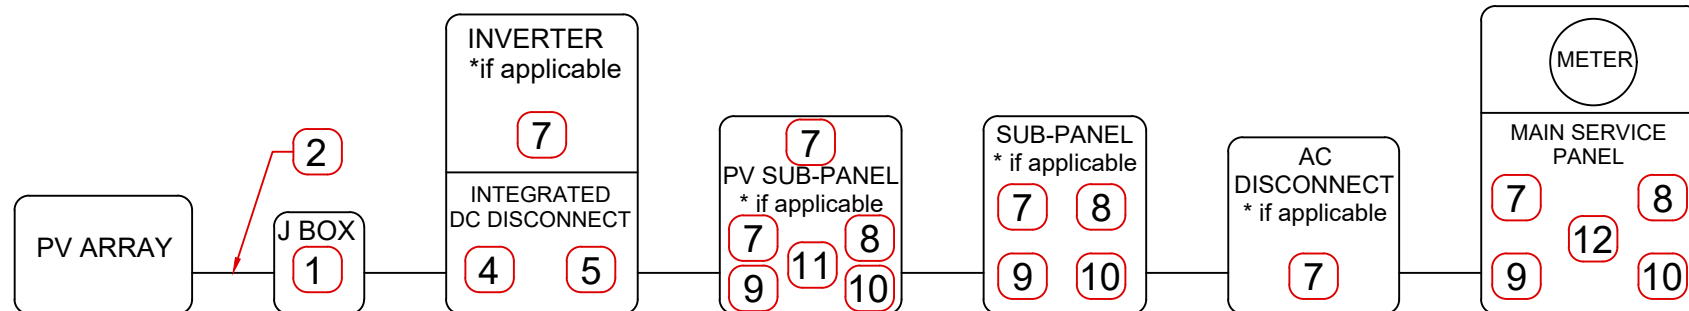 PV ARRAY
2
J BOX
1
INVERTER
*if applicable
7
INTEGRATED
DC DISCONNECT
4 5
7
PV SUB-PANEL
* if applicable
7 8
11
9 10
SUB-PANEL
* if applicable
7 8
9 10
AC
DISCONNECT
* if applicable
7
METER
MAIN SERVICE
PANEL
7 8
12
9 10